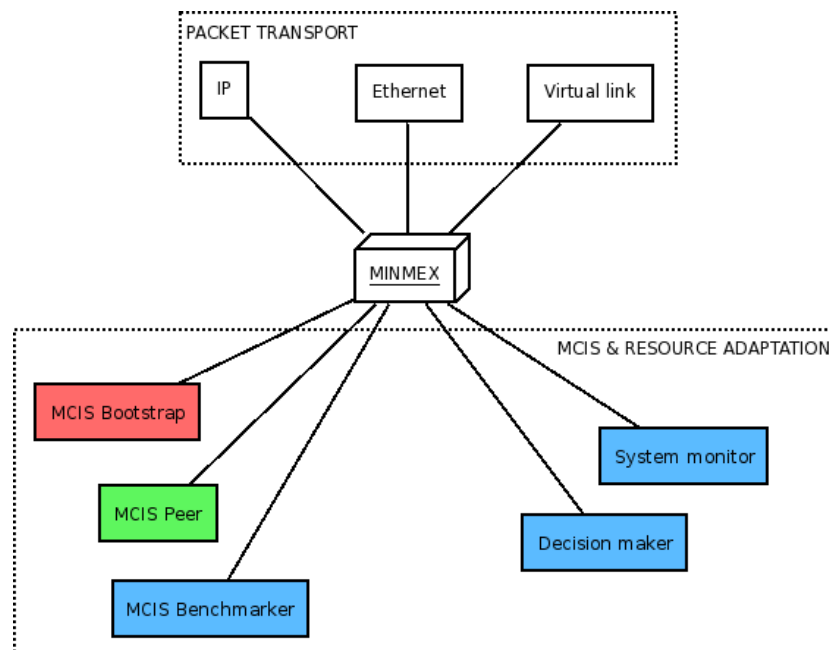 PACKET TRANSPORT
IP
Ethernet
Virtual link
MINMEX
MCIS & RESOURCE ADAPTATION
MCIS Bootstrap
System monitor
MCIS Peer
Decision maker
MCIS Benchmarker